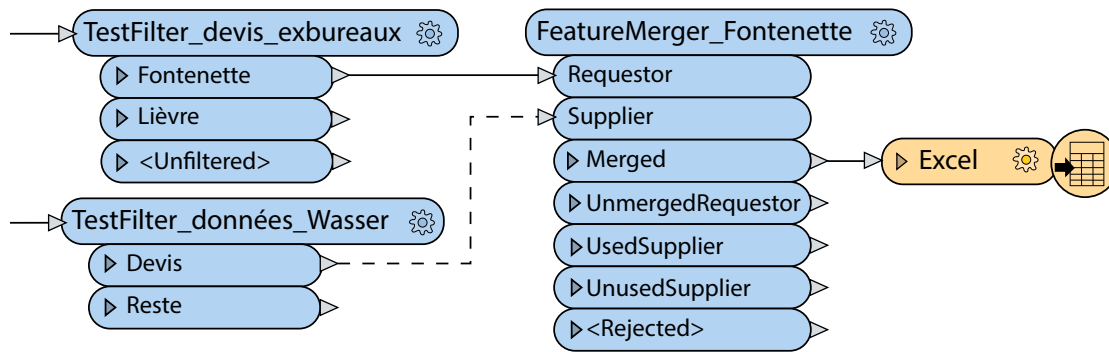 TestFilter_devis_exbureaux
Fontenette
Lièvre
<Unfiltered>
TestFilter_données_Wasser
Devis
Reste
FeatureMerger_Fontenette
Requestor
Supplier
Merged
UnmergedRequestor
UsedSupplier
UnusedSupplier
<Rejected>
Excel